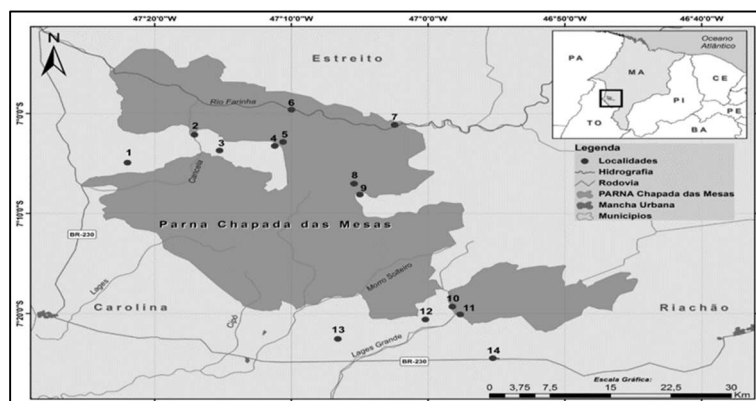 47°20'0"W
47°10'0"W
47°0'0"W
46°50'0"W
46°40'0"W
N
Estreito
Oceano
Atlântico
PA
MA
CE
PI
PE
TO
BA
Rio Farinha
6
7
7°0'0"S
2
1
3
4
5
Cancela
8
9
Legenda
Localidades
Hidrografia
Rodovia
PARNA Chapada das Mesas
Mancha Urbana
Municípios
7°10'0"S
Parna Chapada das Mesas
BR-230
Lages
Morro Solteiro
Carolina
Cipó
Riachão
10
11
12
7°20'0"S
13
Lages Grande
14
BR-230
Escala Gráfica:
0 3,75 7,5 15 22,5 30
Km